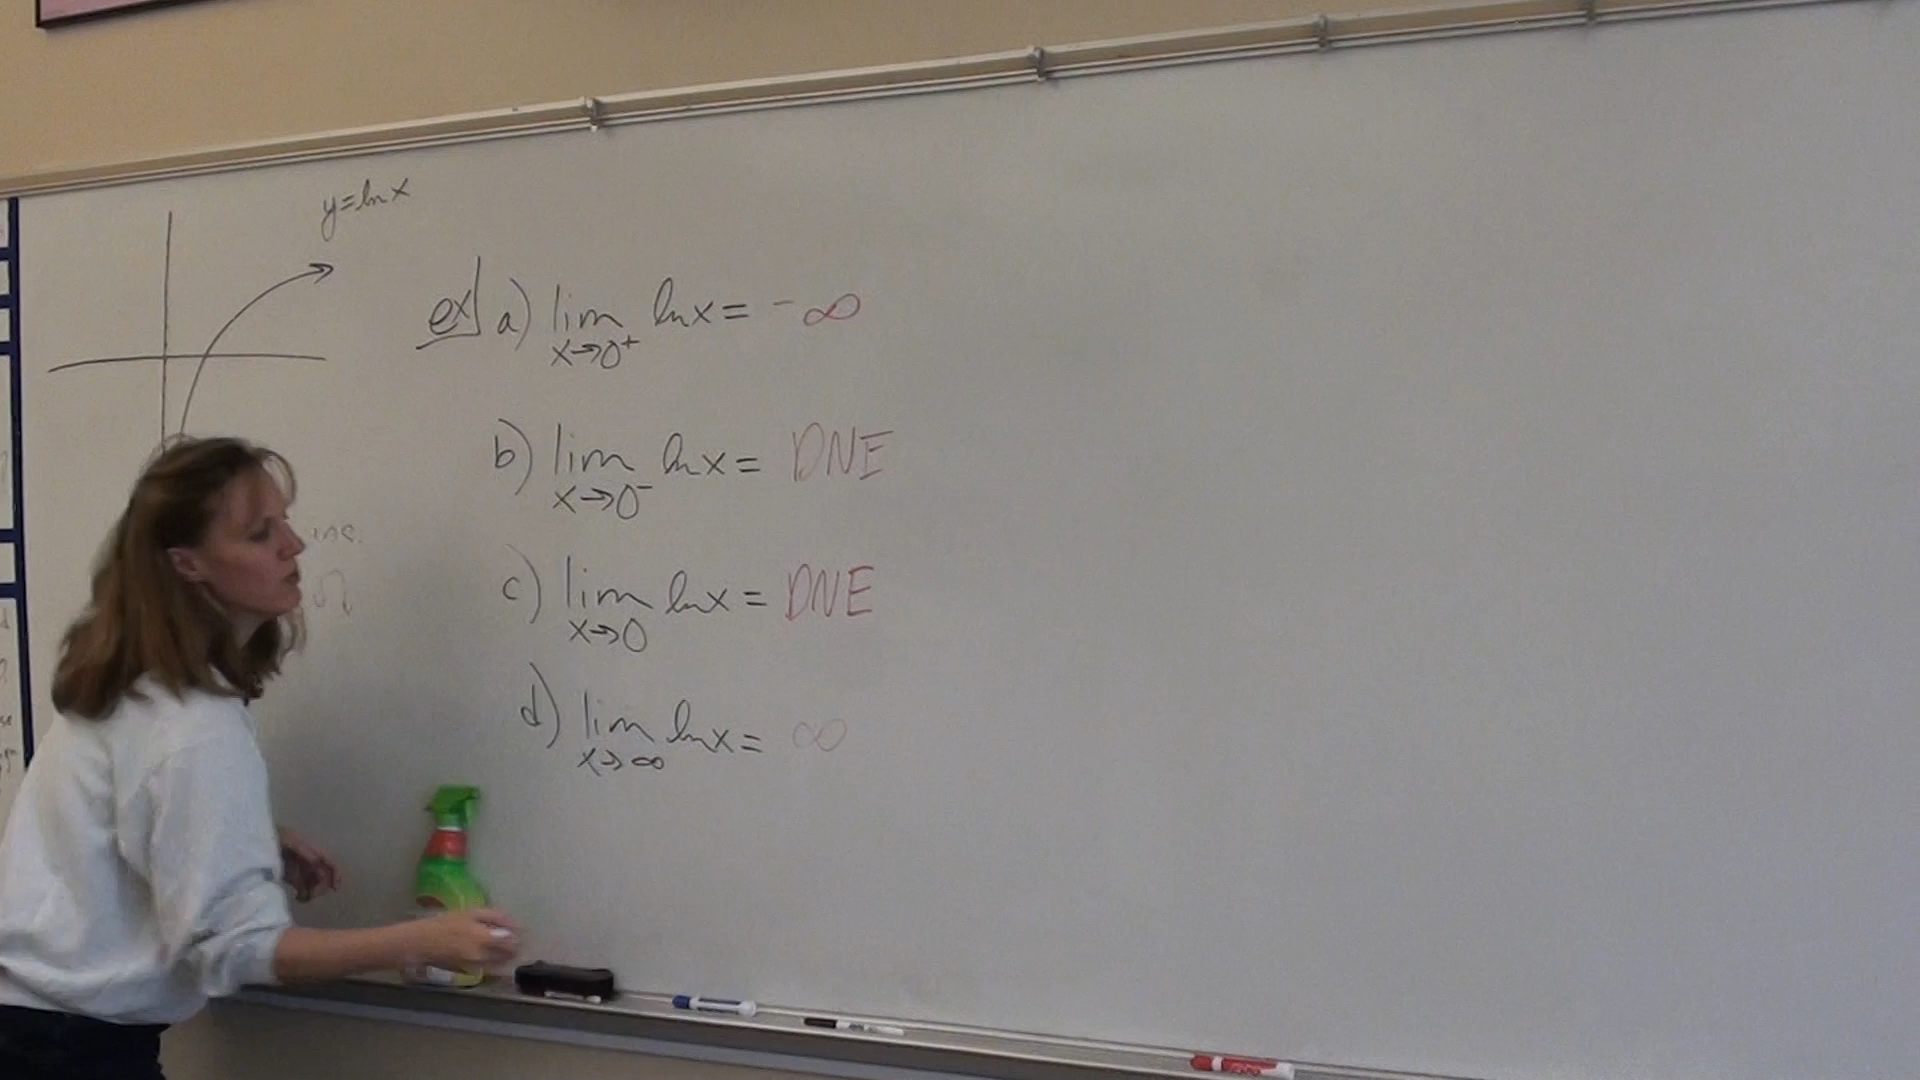 y=ln x
ex] a) lim ln x = -∞
x→0⁺
b) lim ln x = DNE
x→0⁻
c) lim ln x = DNE
x→0
d) lim ln x = ∞
x→∞